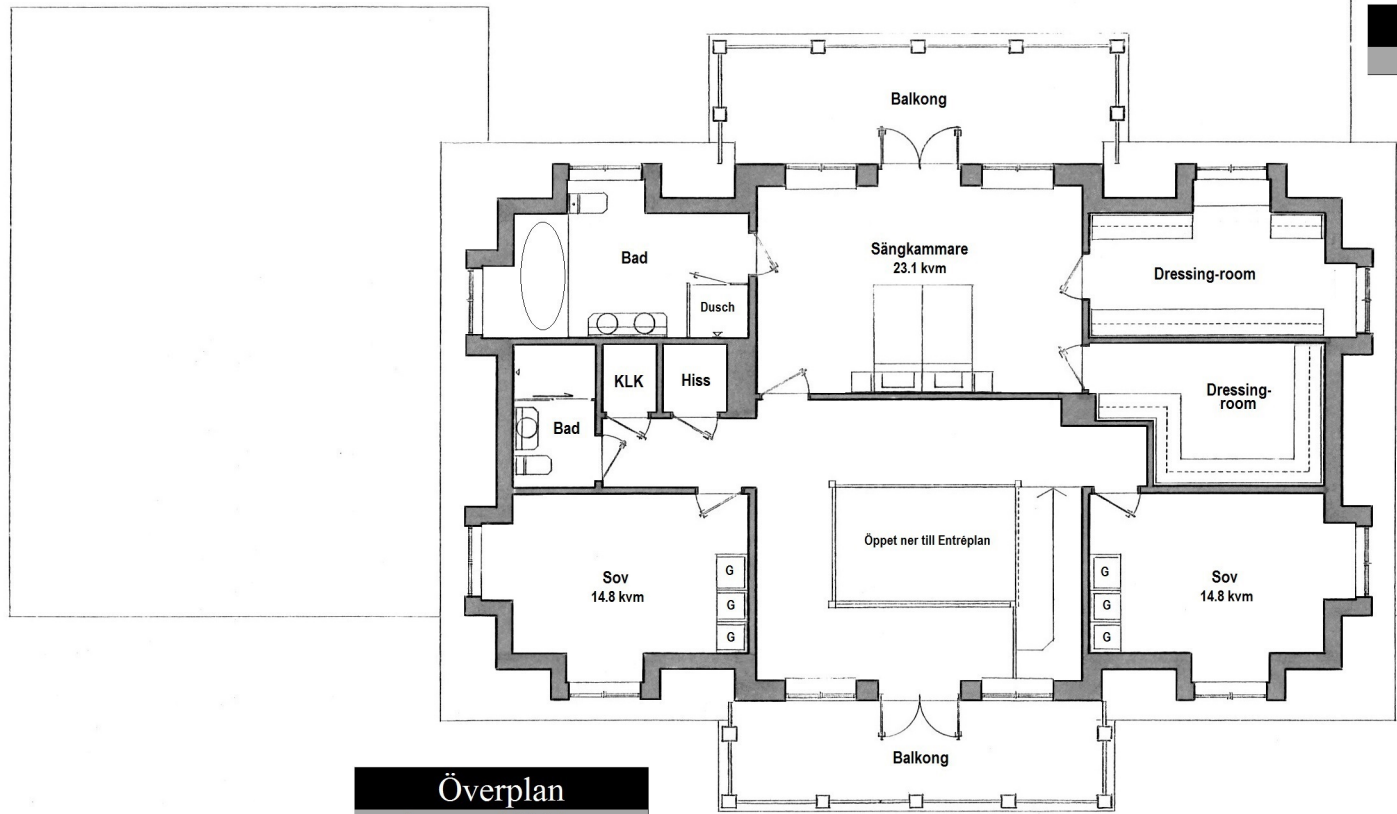 Balkong
Bad
Sängkammare
23.1 kvm
Dressing-room
Dusch
KLK
Hiss
Dressing-
room
Bad
Öppet ner till Entréplan
Sov
14.8 kvm
G
G
G
G
G
G
Sov
14.8 kvm
Balkong
Överplan